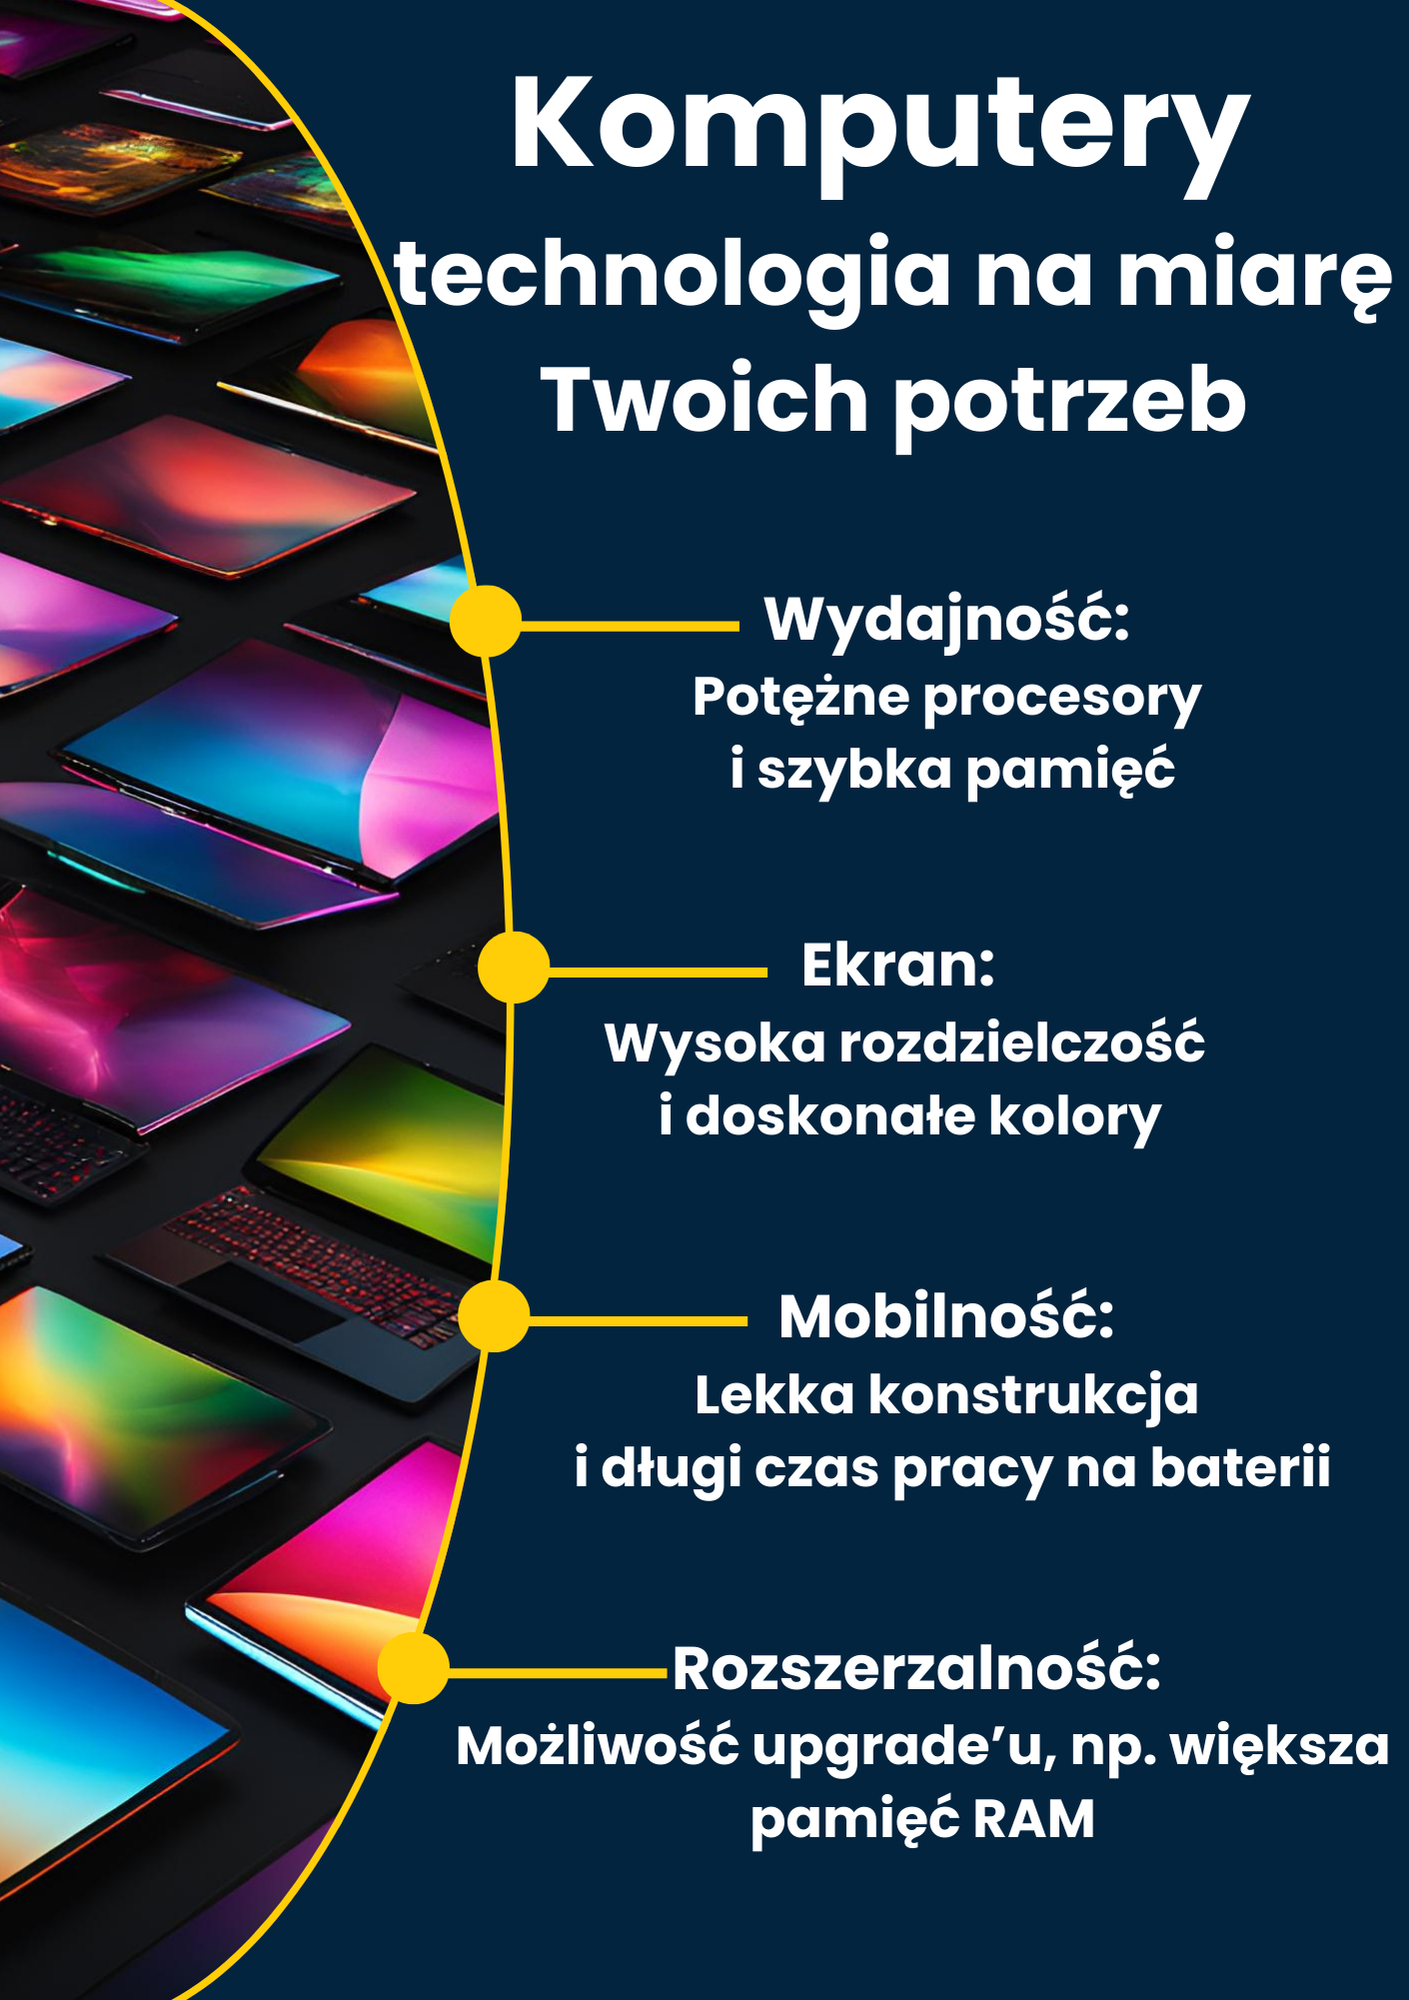 Komputery
technologia na miarę
Twoich potrzeb
Wydajność:
Potężne procesory
i szybka pamięć
Ekran:
Wysoka rozdzielczość
i doskonałe kolory
Mobilność:
Lekka konstrukcja
i długi czas pracy na baterii
Rozszerzalność:
Możliwość upgrade’u, np. większa
pamięć RAM